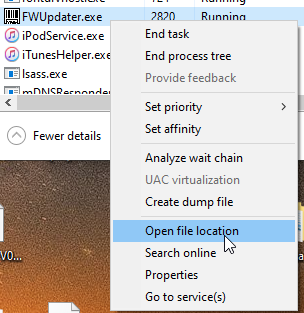 FWUpdater.exe 2820 Running
iPodService.exe
iTunesHelper.exe
lsass.exe
mDNSResponder
Fewer details
End task
End process tree
Provide feedback
Set priority
Set affinity
Analyze wait chain
UAC virtualization
Create dump file
Open file location
Search online
Properties
Go to service(s)